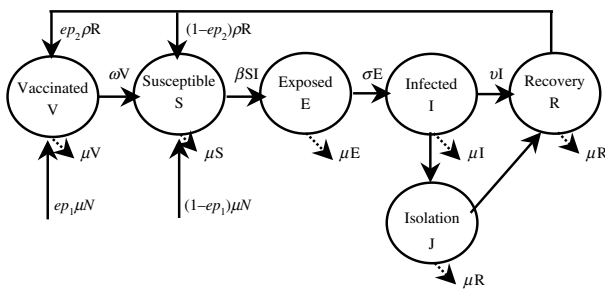 ep₂ρR
(1–ep₂)ρR
Vaccinated
V
ωV
Susceptible
S
βSI
Exposed
E
σE
Infected
I
υI
Recovery
R
μV
μS
μE
μI
μR
ep₁μN
(1–ep₁)μN
Isolation
J
μR